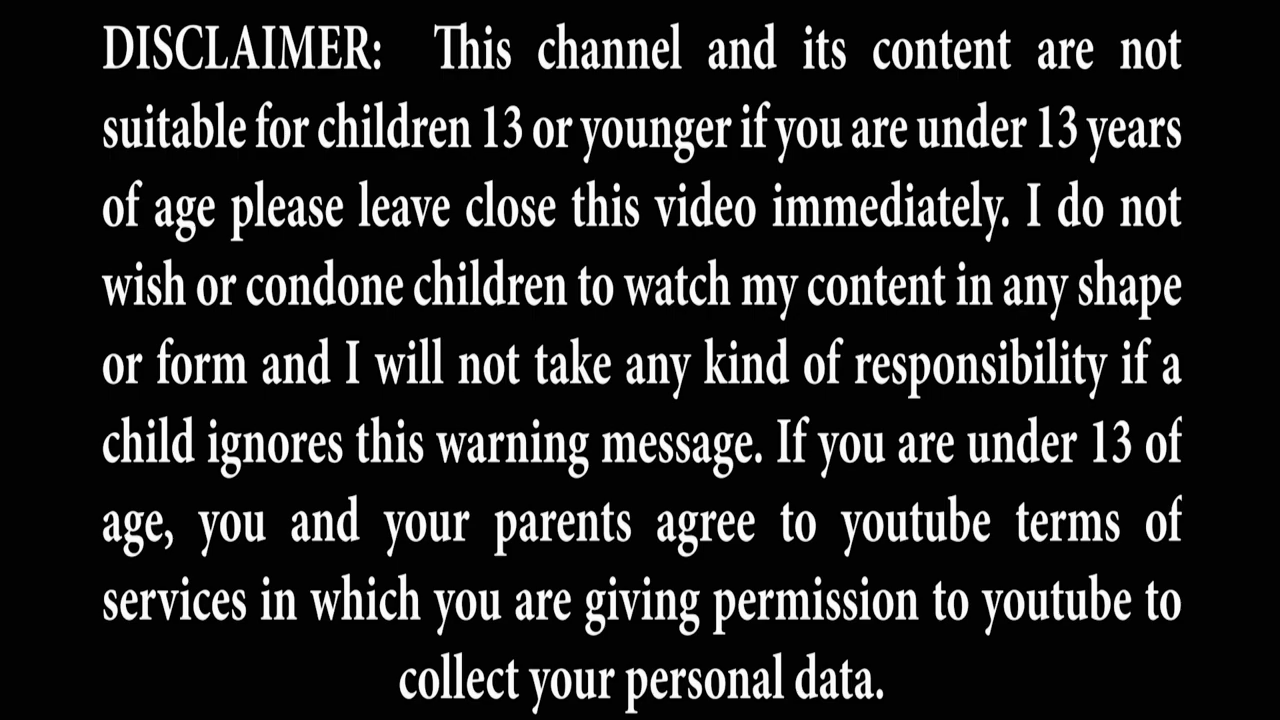 DISCLAIMER: This channel and its content are not
suitable for children 13 or younger if you are under 13 years
of age please leave close this video immediately. I do not
wish or condone children to watch my content in any shape
or form and I will not take any kind of responsibility if a
child ignores this warning message. If you are under 13 of
age, you and your parents agree to youtube terms of
services in which you are giving permission to youtube to
collect your personal data.